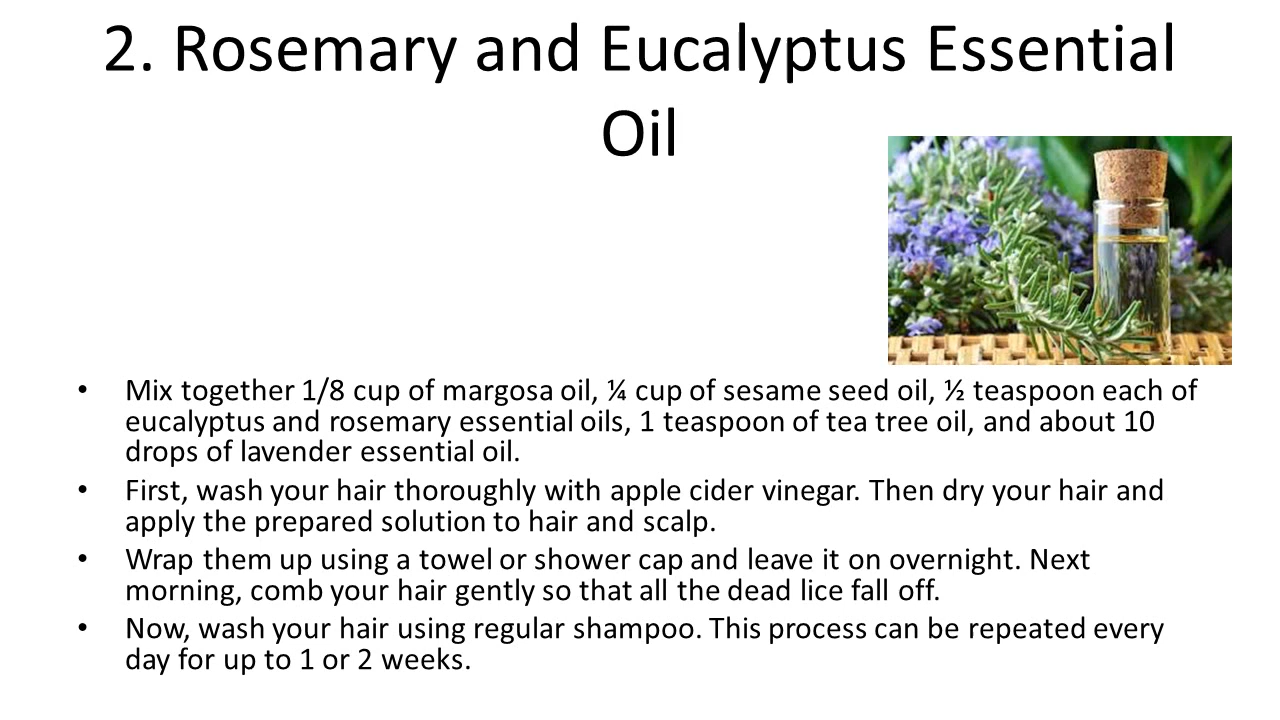 2. Rosemary and Eucalyptus Essential
Oil
• Mix together 1/8 cup of margosa oil, ¼ cup of sesame seed oil, ½ teaspoon each of
eucalyptus and rosemary essential oils, 1 teaspoon of tea tree oil, and about 10
drops of lavender essential oil.
• First, wash your hair thoroughly with apple cider vinegar. Then dry your hair and
apply the prepared solution to hair and scalp.
• Wrap them up using a towel or shower cap and leave it on overnight. Next
morning, comb your hair gently so that all the dead lice fall off.
• Now, wash your hair using regular shampoo. This process can be repeated every
day for up to 1 or 2 weeks.